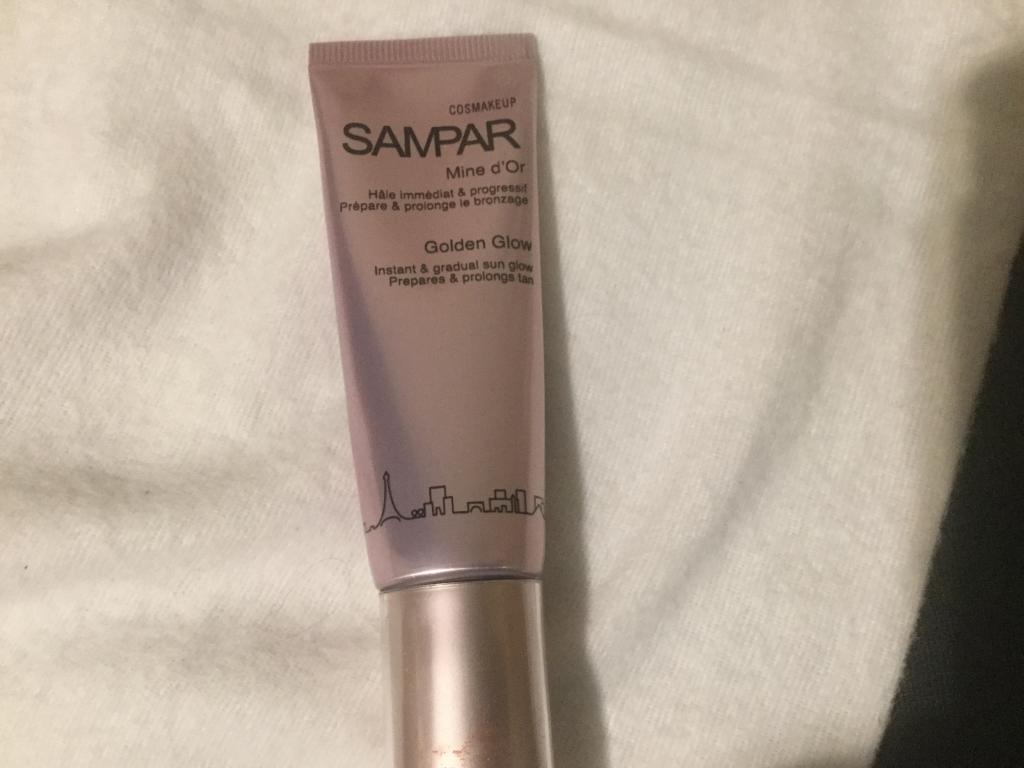 COSMAKEUP
SAMPAR
Mine d'Or
Hâle immédiat & progressif
Prépare & prolonge le bronzage
Golden Glow
Instant & gradual sun glow
Prepares & prolongs tan